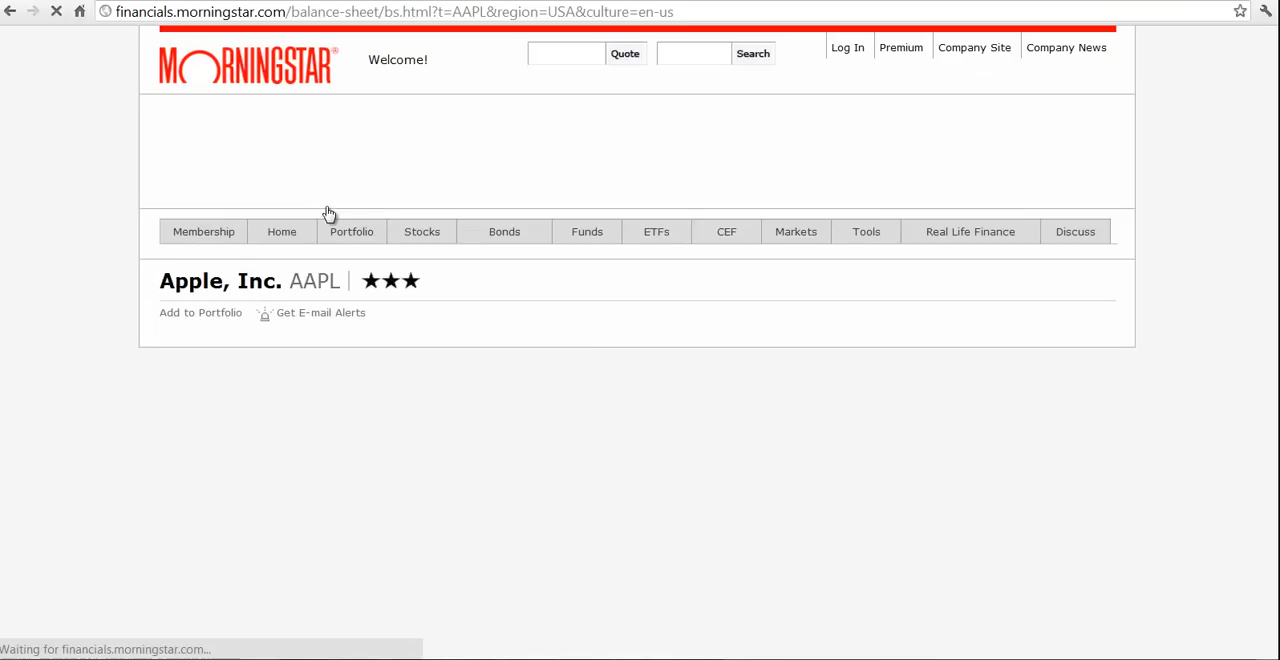 financials.morningstar.com/balance-sheet/bs.html?t=AAPL&region=USA&culture=en-us
MORNINGSTAR® Welcome! Quote Search Log In Premium Company Site Company News
Membership Home Portfolio Stocks Bonds Funds ETFs CEF Markets Tools Real Life Finance Discuss
Apple, Inc. AAPL ★★★
Add to Portfolio Get E-mail Alerts
Waiting for financials.morningstar.com...